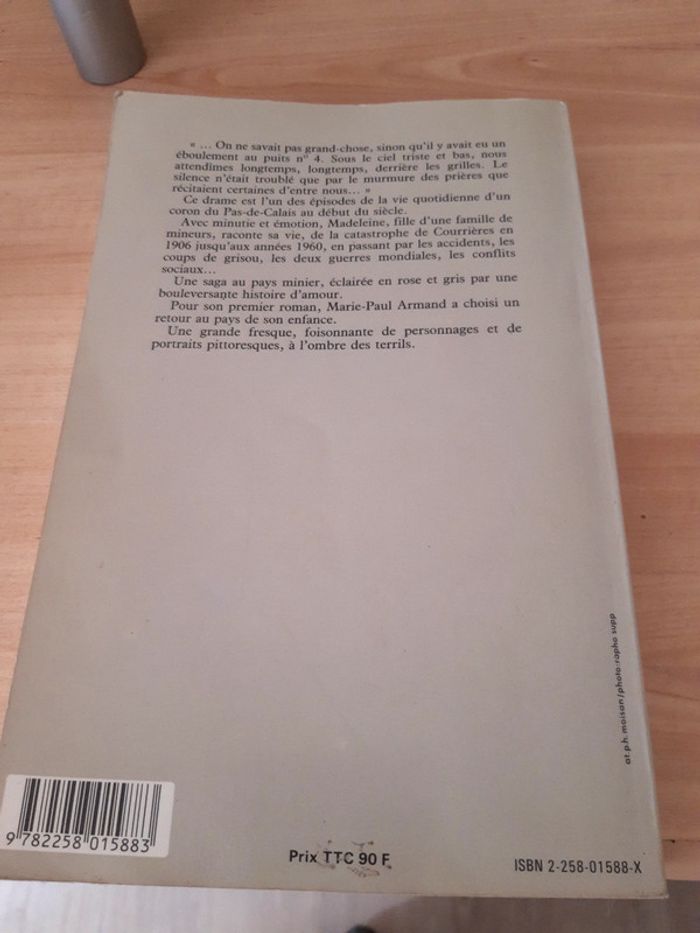 « ... On ne savait pas grand-chose, sinon qu'il y avait eu un
éboulement au puits n° 4. Sous le ciel triste et bas, nous
attendîmes longtemps, longtemps, derrière les grilles. Le
silence n'était troublé que par le murmure des prières que
récitaient certaines d'entre nous... »
Ce drame est l'un des épisodes de la vie quotidienne d'un
coron du Pas-de-Calais au début du siècle.
Avec minutie et émotion, Madeleine, fille d'une famille de
mineurs, raconte sa vie, de la catastrophe de Courrières en
1906 jusqu'aux années 1960, en passant par les accidents, les
coups de grisou, les deux guerres mondiales, les conflits
sociaux...
Une saga au pays minier, éclairée en rose et gris par une
bouleversante histoire d'amour.
Pour son premier roman, Marie-Paul Armand a choisi un
retour au pays de son enfance.
Une grande fresque, foisonnante de personnages et de
portraits pittoresques, à l'ombre des terrils.
at.p.h.moisan/photo:rapho supp
9 782258 015883
Prix TTC 90 F
ISBN 2-258-01588-X